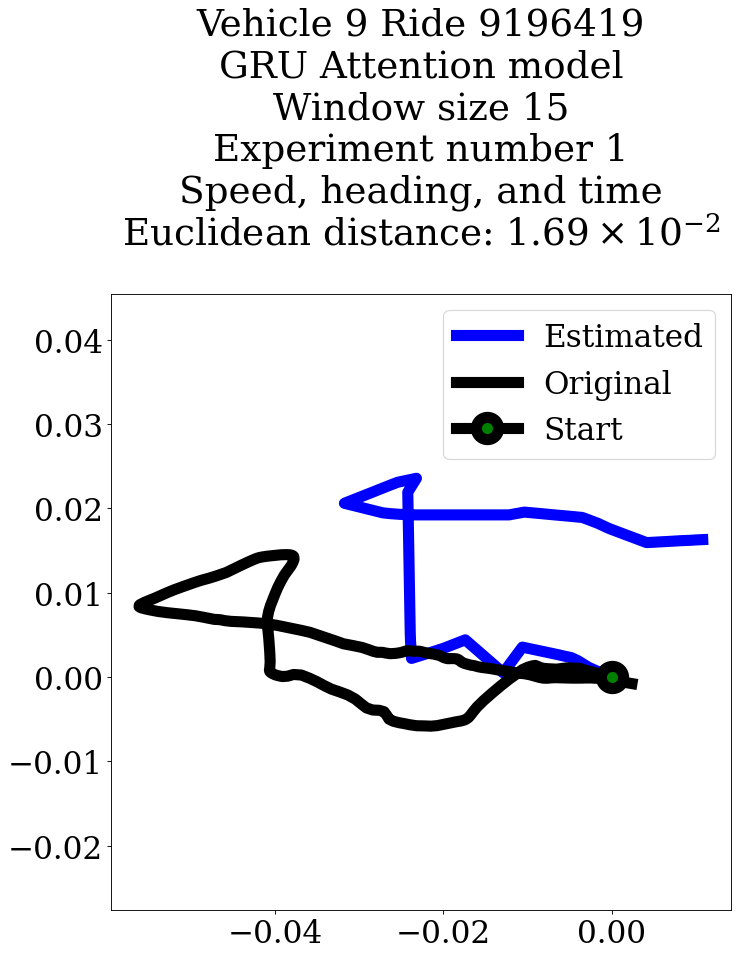 Vehicle 9 Ride 9196419
GRU Attention model
Window size 15
Experiment number 1
Speed, heading, and time
Euclidean distance: 1.69 × 10⁻²
Estimated
Original
Start
0.04
0.03
0.02
0.01
0.00
−0.01
−0.02
−0.04
−0.02
0.00